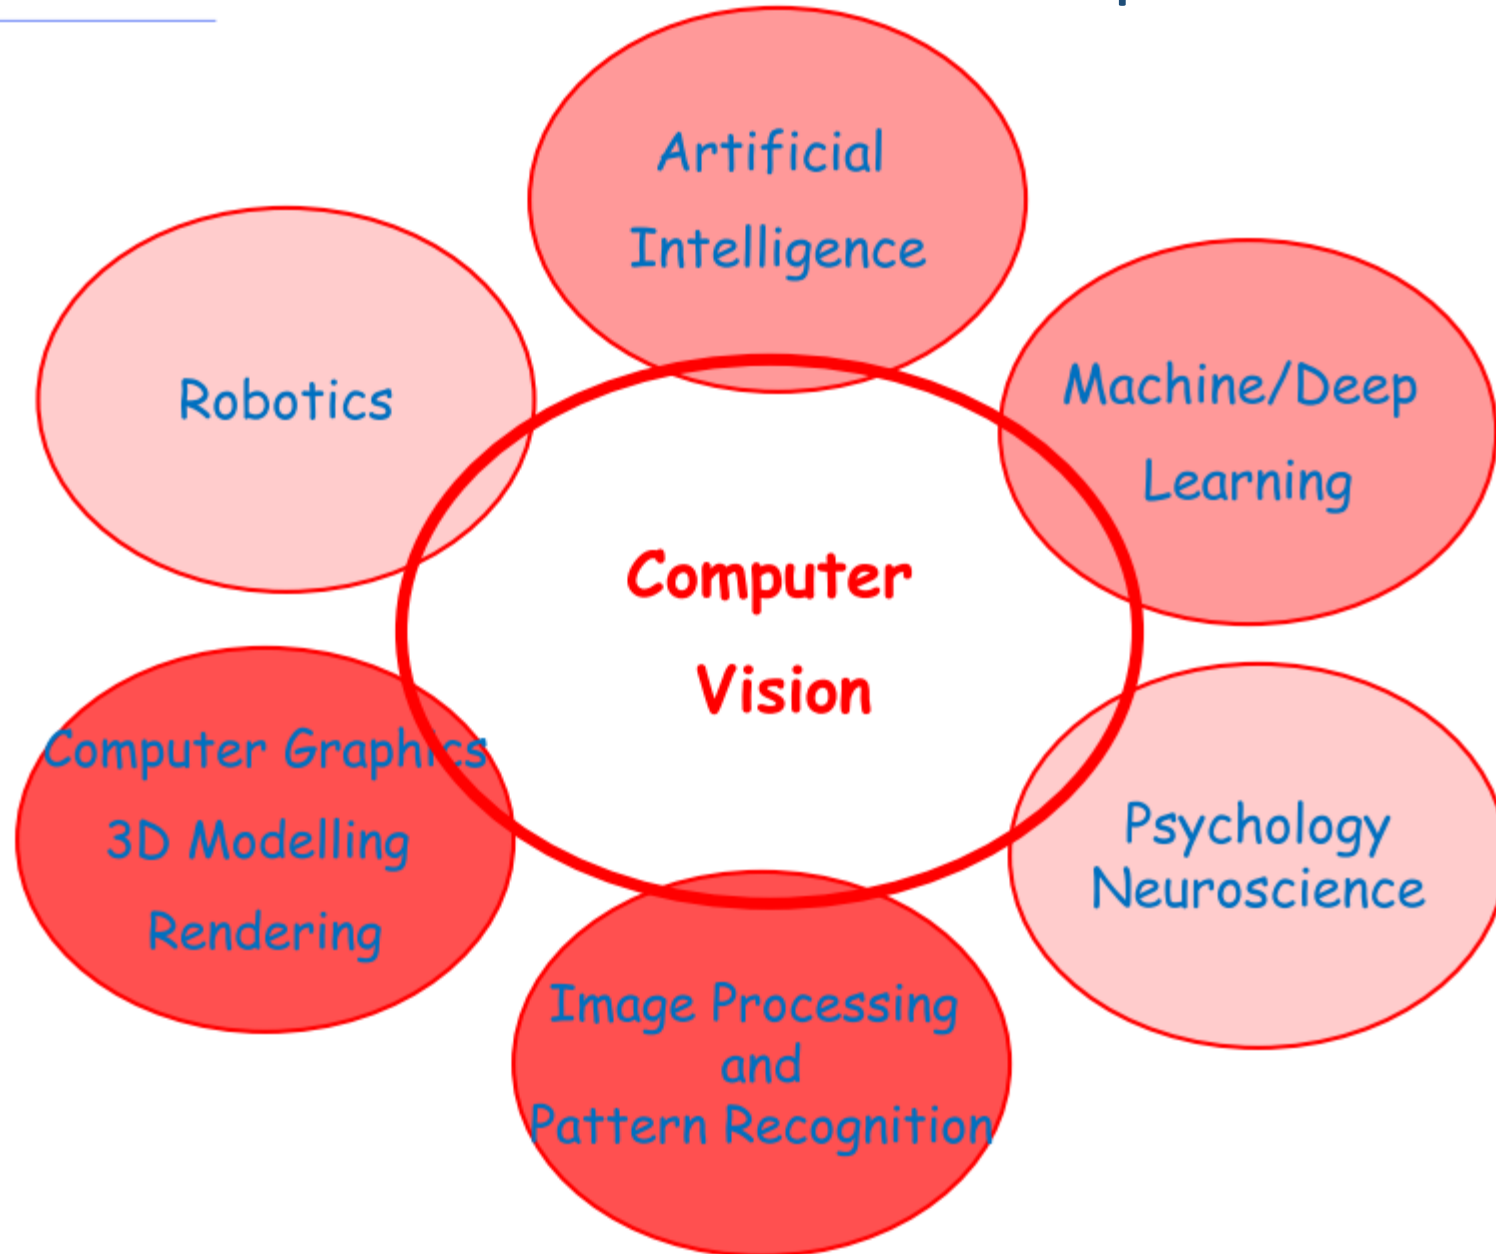 Artificial
Intelligence
Robotics
Machine/Deep
Learning
Computer
Vision
Computer Graphics
3D Modelling
Rendering
Psychology
Neuroscience
Image Processing
and
Pattern Recognition